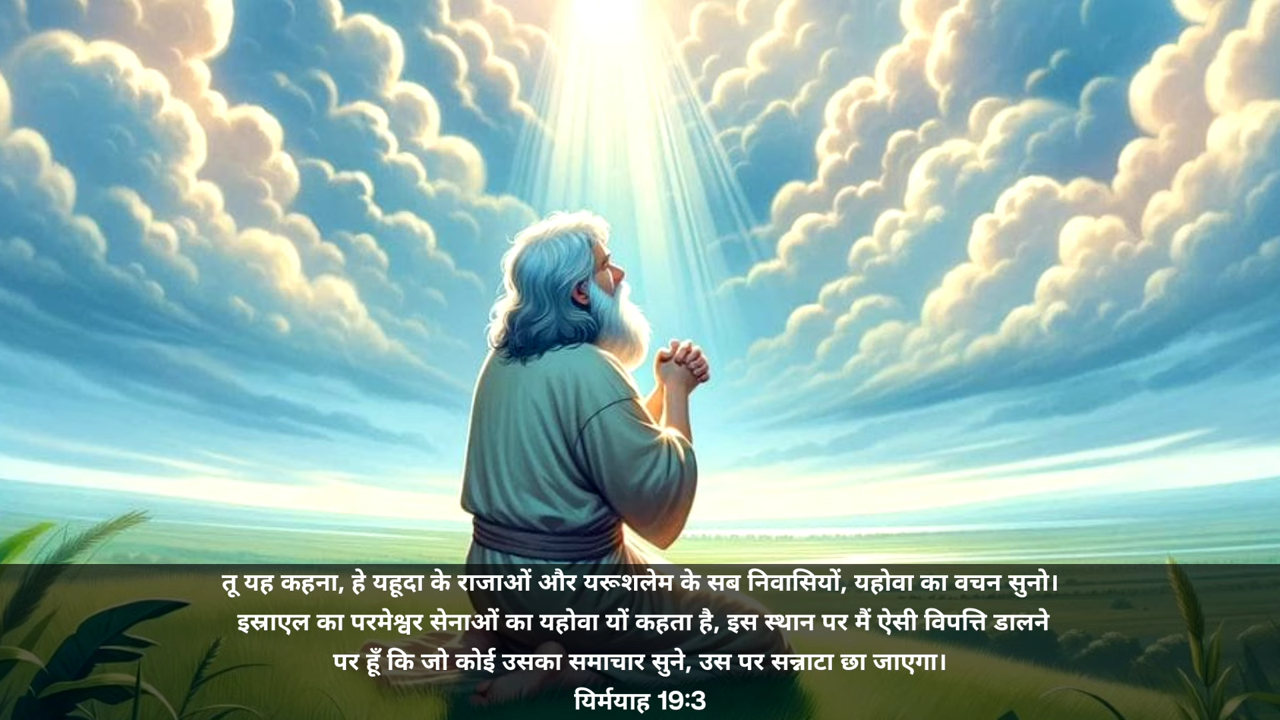 तू यह कहना, हे यहूदा के राजाओं और यरूशलेम के सब निवासियों, यहोवा का वचन सुनो।
इस्राएल का परमेश्वर सेनाओं का यहोवा यों कहता है, इस स्थान पर मैं ऐसी विपत्ति डालने
पर हूँ कि जो कोई उसका समाचार सुने, उस पर सन्नाटा छा जाएगा।
यिर्मयाह 19:3